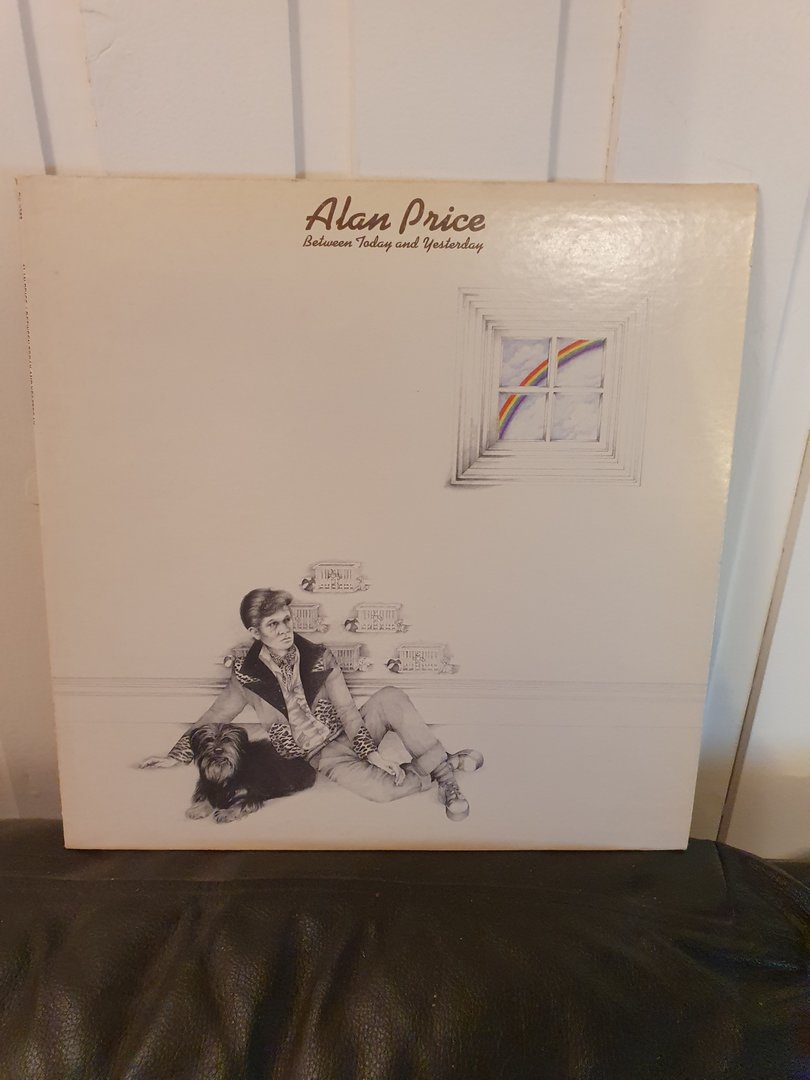 Alan Price
Between Today and Yesterday